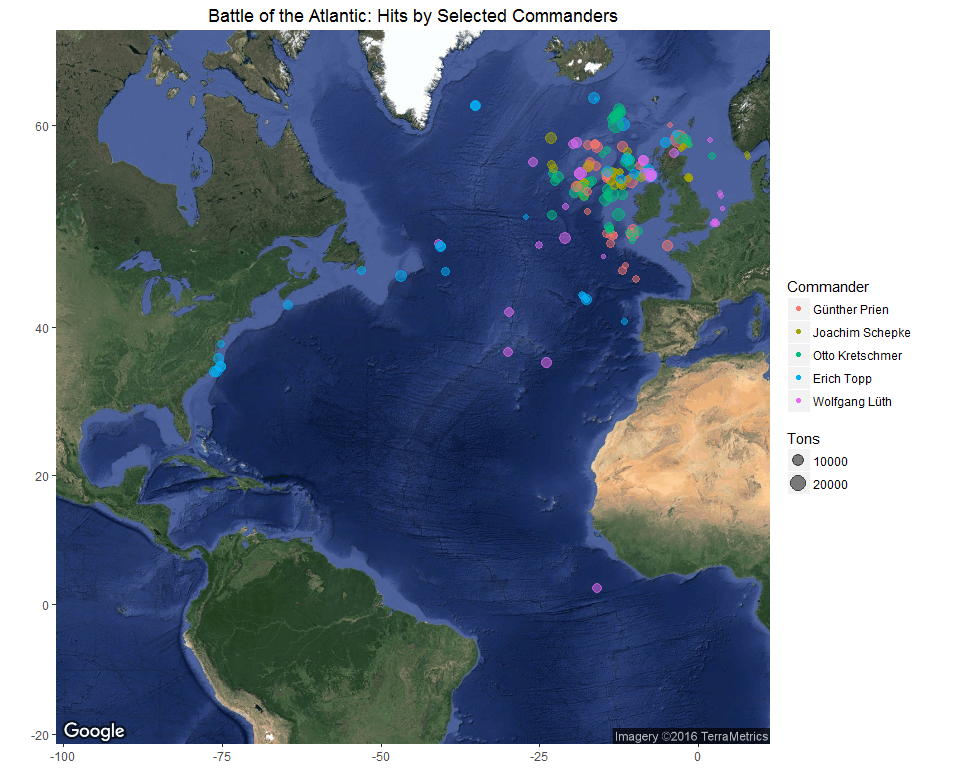 Battle of the Atlantic: Hits by Selected Commanders
60
40
20
0
-20
-100
-75
-50
-25
0
Google
Imagery ©2016 TerraMetrics
Commander
Günther Prien
Joachim Schepke
Otto Kretschmer
Erich Topp
Wolfgang Lüth
Tons
10000
20000